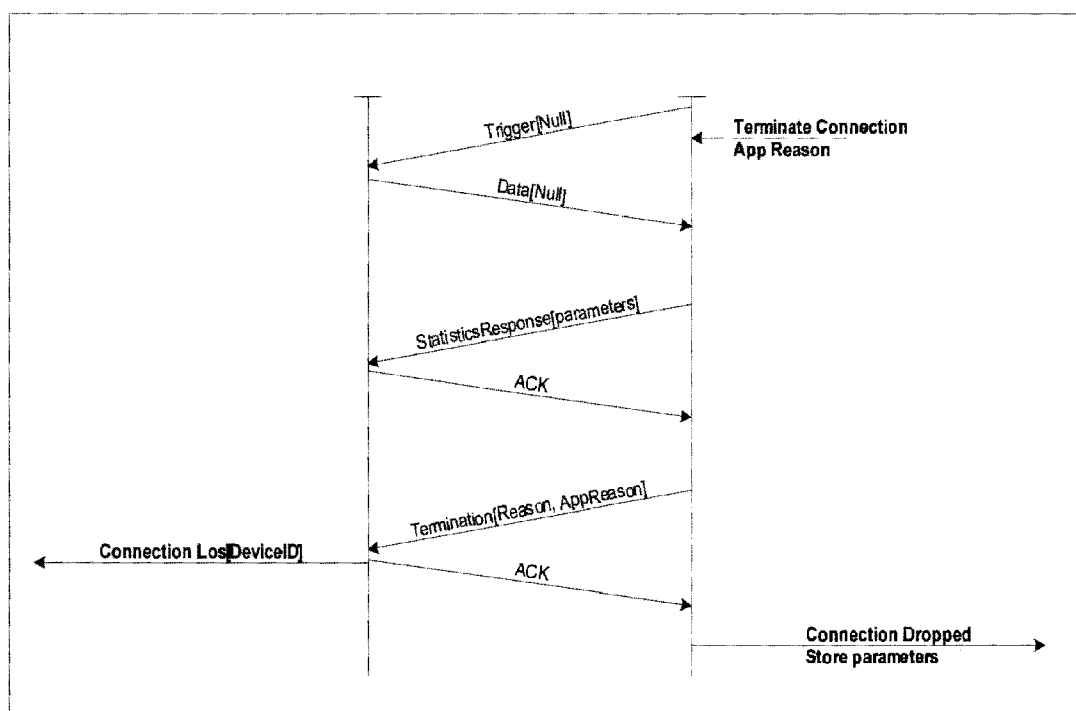 Trigger[Null]
Terminate Connection
App Reason
Data[Null]
StatisticsResponse[parameters]
ACK
Termination[Reason, AppReason]
Connection Los[DeviceID]
ACK
Connection Dropped
Store parameters